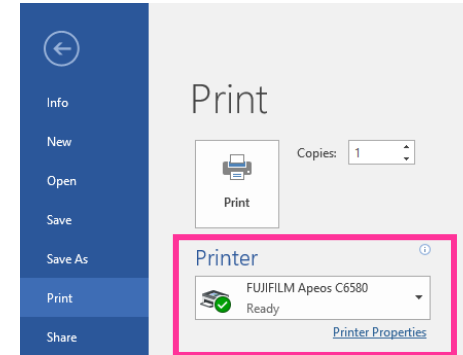 Info
New
Open
Save
Save As
Print
Share
Print
Copies: 1
Print
Printer
FUJIFILM Apeos C6580
Ready
Printer Properties